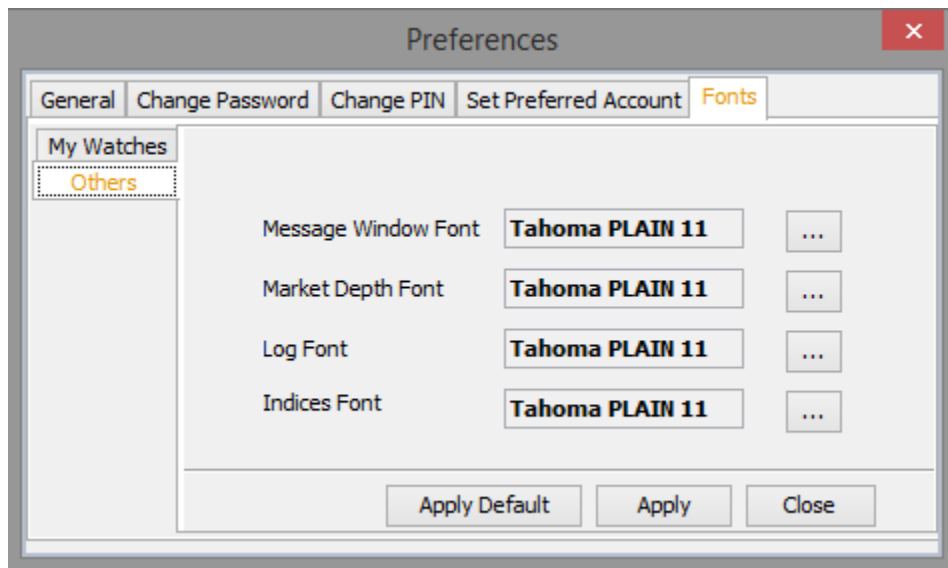 Preferences
General Change Password Change PIN Set Preferred Account Fonts
My Watches
Others
Message Window Font Tahoma PLAIN 11 ...
Market Depth Font Tahoma PLAIN 11 ...
Log Font Tahoma PLAIN 11 ...
Indices Font Tahoma PLAIN 11 ...
Apply Default Apply Close